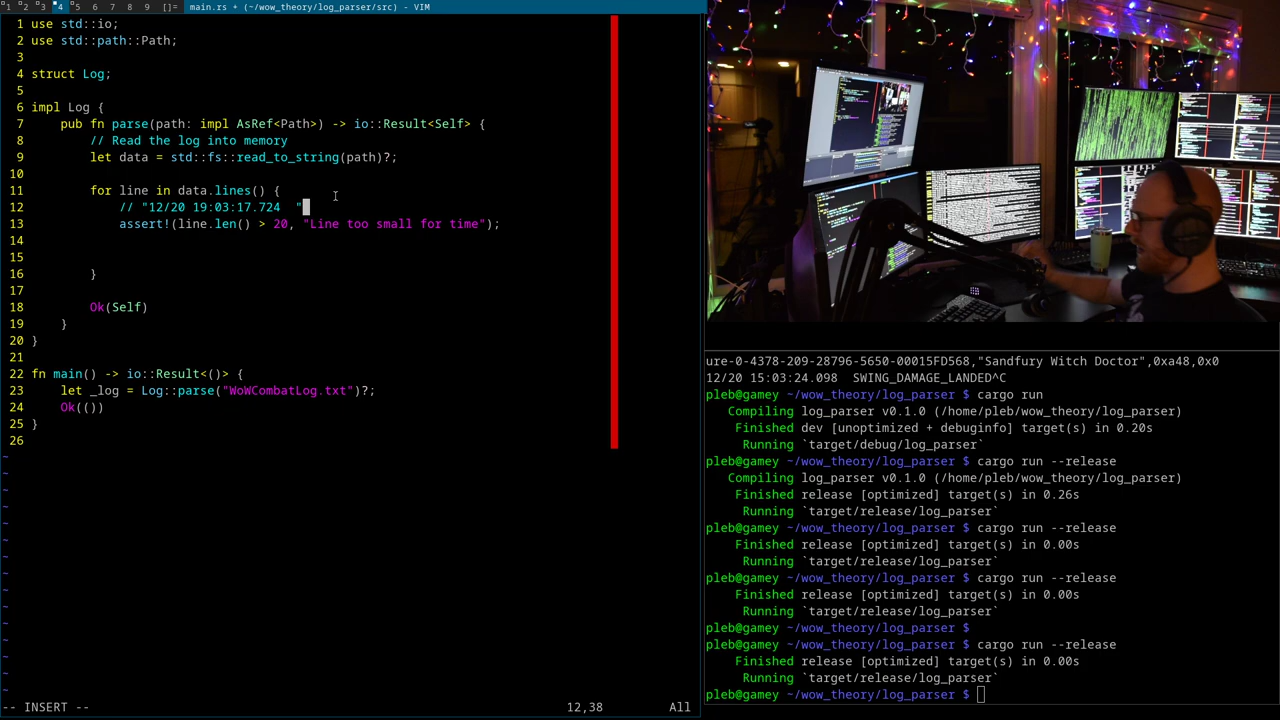 1 2 3 4 5 6 7 8 9 []= main.rs + (~/wow_theory/log_parser/src) - VIM
1 use std::io;
2 use std::path::Path;
3
4 struct Log;
5
6 impl Log {
7     pub fn parse(path: impl AsRef<Path>) -> io::Result<Self> {
8         // Read the log into memory
9         let data = std::fs::read_to_string(path)?;
10
11         for line in data.lines() {
12             // "12/20 19:03:17.724  "
13             assert!(line.len() > 20, "Line too small for time");
14
15
16         }
17
18         Ok(Self)
19     }
20 }
21
22 fn main() -> io::Result<()> {
23     let _log = Log::parse("WoWCombatLog.txt")?;
24     Ok(())
25 }
26
-- INSERT -- 12,38 All
ure-0-4378-209-28796-5650-00015FD568,"Sandfury Witch Doctor",0xa48,0x0
12/20 15:03:24.098  SWING_DAMAGE_LANDED^C
pleb@gamey ~/wow_theory/log_parser $ cargo run
   Compiling log_parser v0.1.0 (/home/pleb/wow_theory/log_parser)
    Finished dev [unoptimized + debuginfo] target(s) in 0.20s
     Running `target/debug/log_parser`
pleb@gamey ~/wow_theory/log_parser $ cargo run --release
   Compiling log_parser v0.1.0 (/home/pleb/wow_theory/log_parser)
    Finished release [optimized] target(s) in 0.26s
     Running `target/release/log_parser`
pleb@gamey ~/wow_theory/log_parser $ cargo run --release
    Finished release [optimized] target(s) in 0.00s
     Running `target/release/log_parser`
pleb@gamey ~/wow_theory/log_parser $ cargo run --release
    Finished release [optimized] target(s) in 0.00s
     Running `target/release/log_parser`
pleb@gamey ~/wow_theory/log_parser $
pleb@gamey ~/wow_theory/log_parser $ cargo run --release
    Finished release [optimized] target(s) in 0.00s
     Running `target/release/log_parser`
pleb@gamey ~/wow_theory/log_parser $